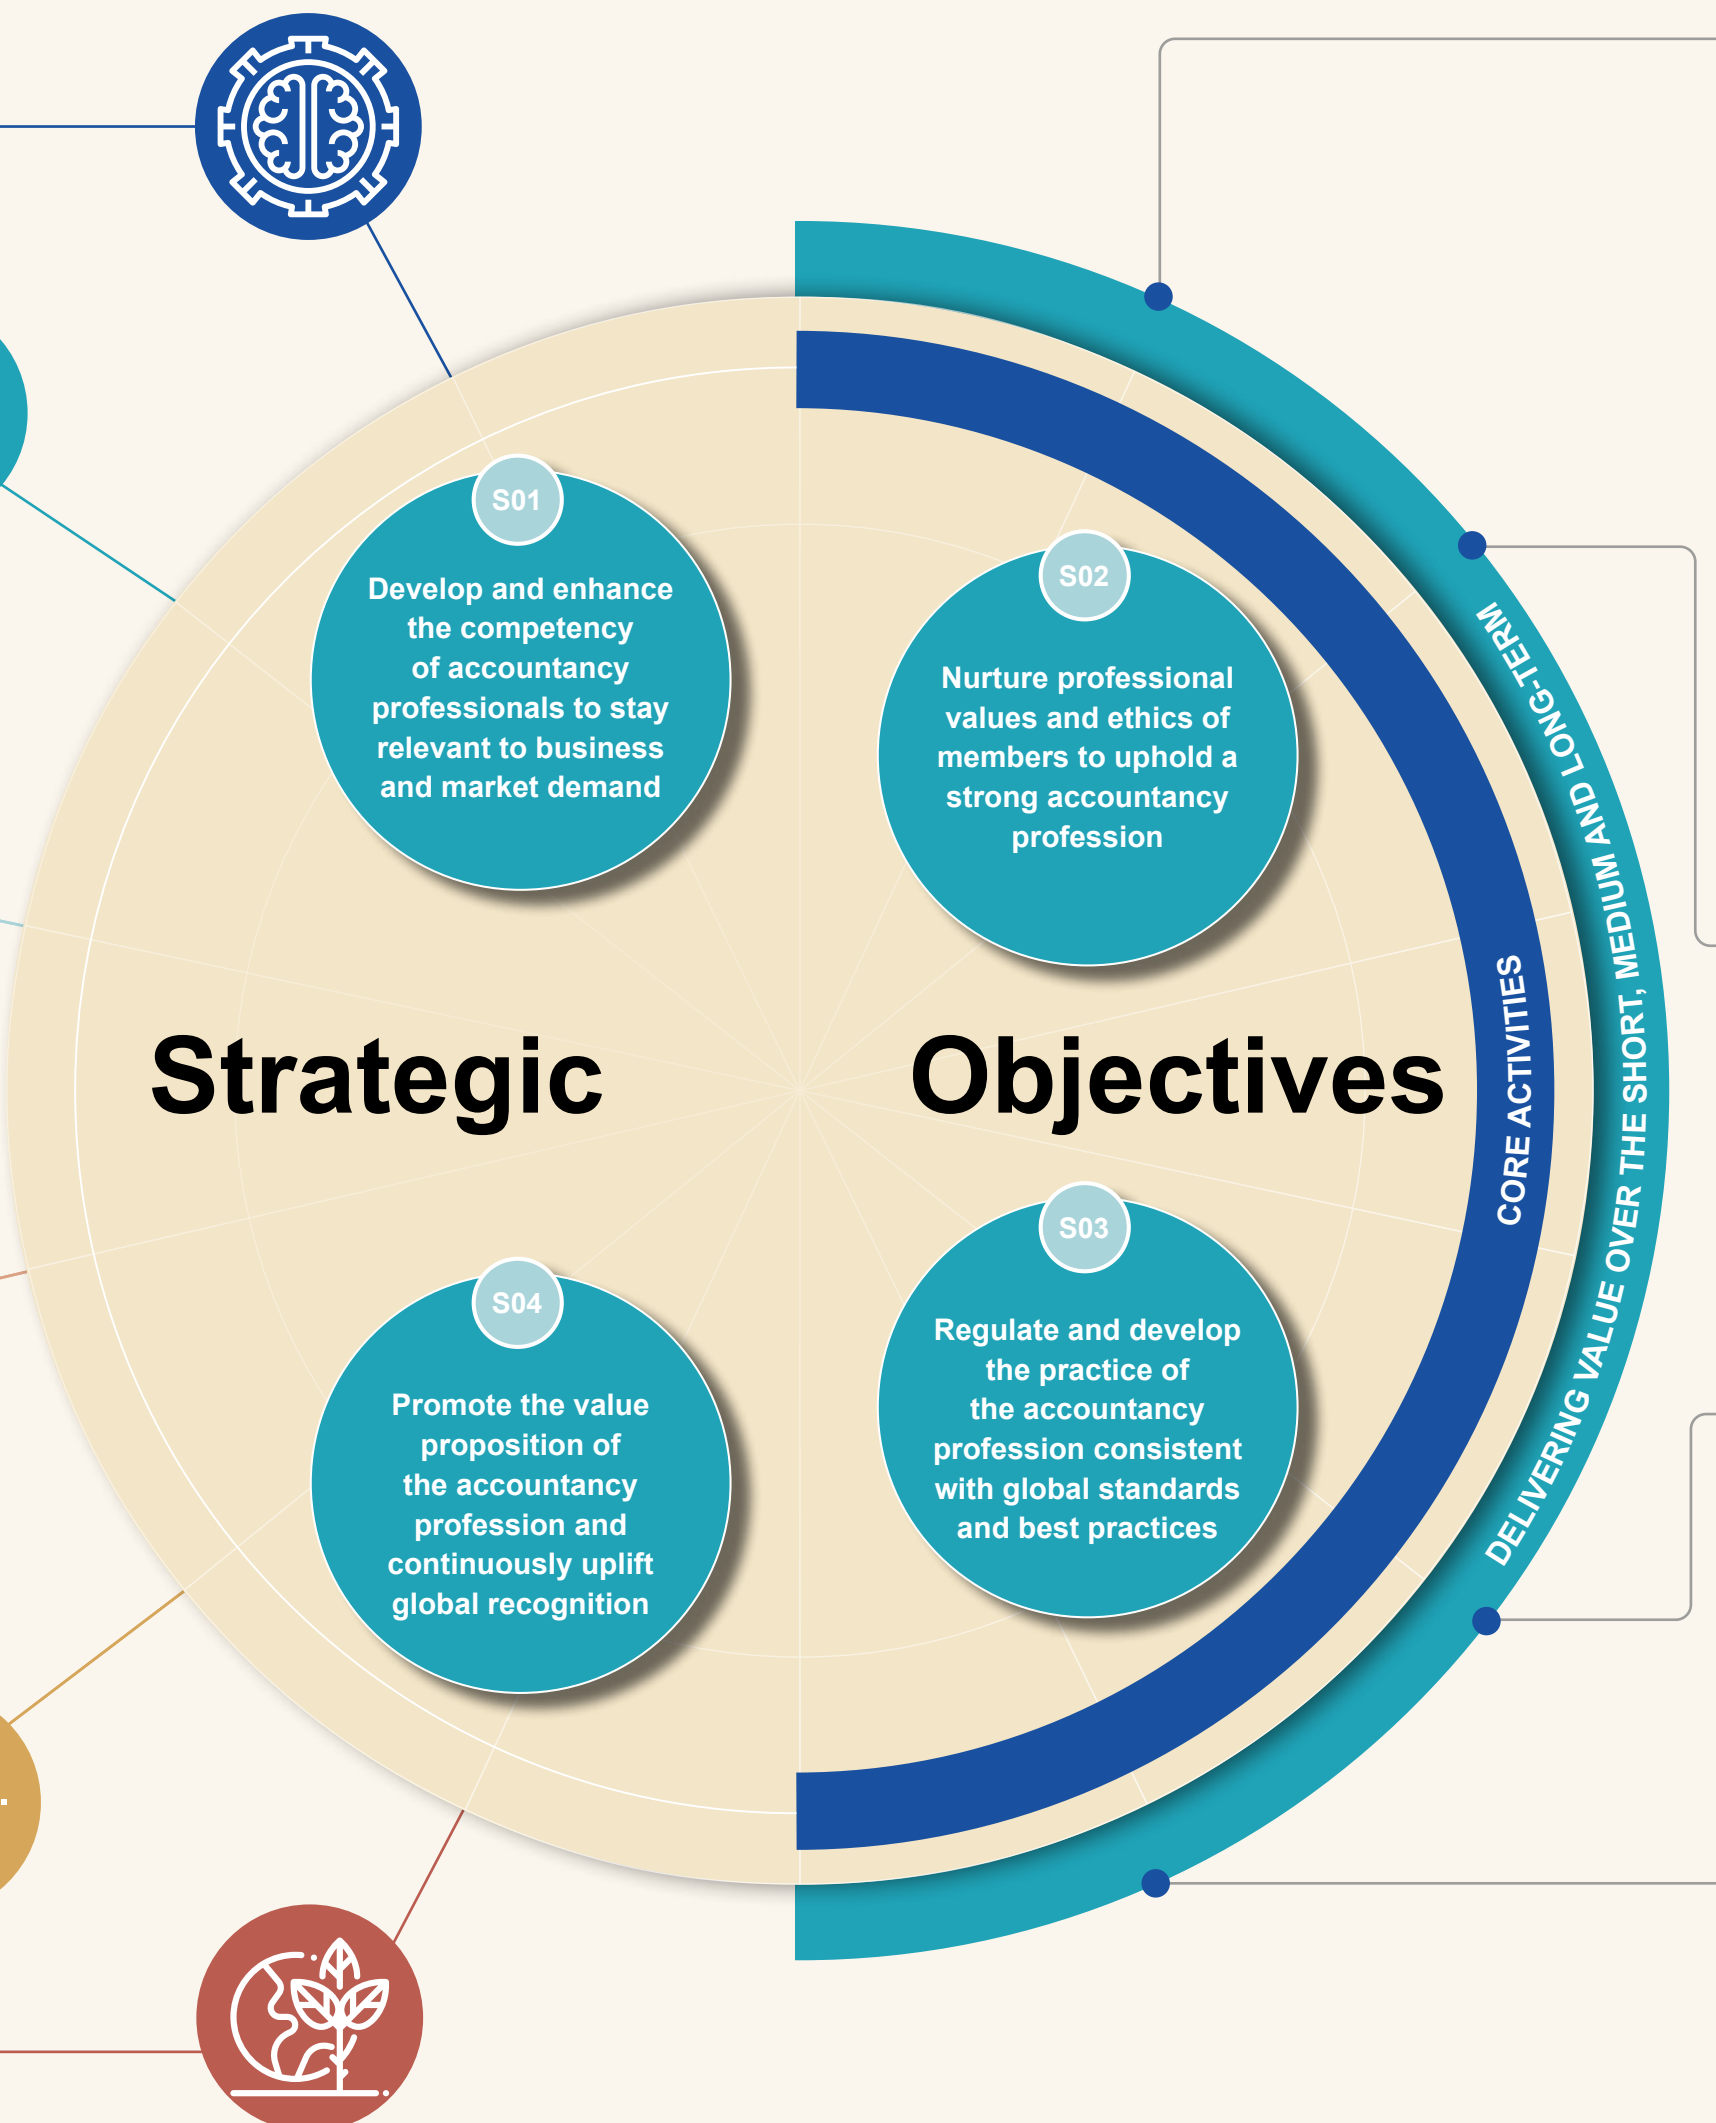 S01
Develop and enhance
the competency
of accountancy
professionals to stay
relevant to business
and market demand
S02
Nurture professional
values and ethics of
members to uphold a
strong accountancy
profession
Strategic Objectives
S03
Regulate and develop
the practice of
the accountancy
profession consistent
with global standards
and best practices
S04
Promote the value
proposition of
the accountancy
profession and
continuously uplift
global recognition
CORE ACTIVITIES
DELIVERING VALUE OVER THE SHORT, MEDIUM AND LONG-TERM